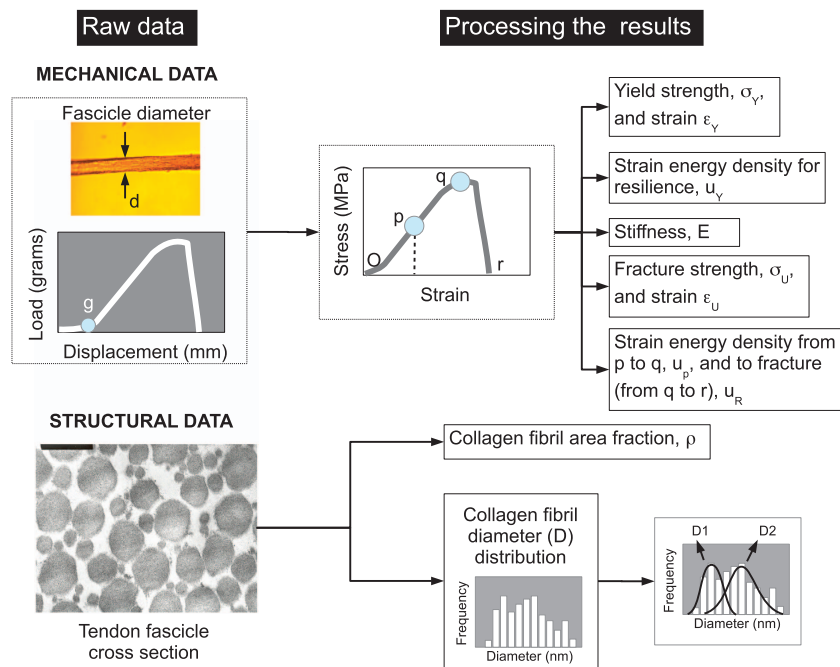 Raw data
Processing the results
MECHANICAL DATA
Fascicle diameter
d
Load (grams)
g
Displacement (mm)
Stress (MPa)
O
p
q
r
Strain
Yield strength, σY,
and strain εY
Strain energy density for
resilience, uY
Stiffness, E
Fracture strength, σU,
and strain εU
Strain energy density from
p to q, up, and to fracture
(from q to r), uR
STRUCTURAL DATA
Tendon fascicle
cross section
Collagen fibril area fraction, ρ
Collagen fibril
diameter (D)
distribution
Frequency
Diameter (nm)
D1
D2
Frequency
Diameter (nm)